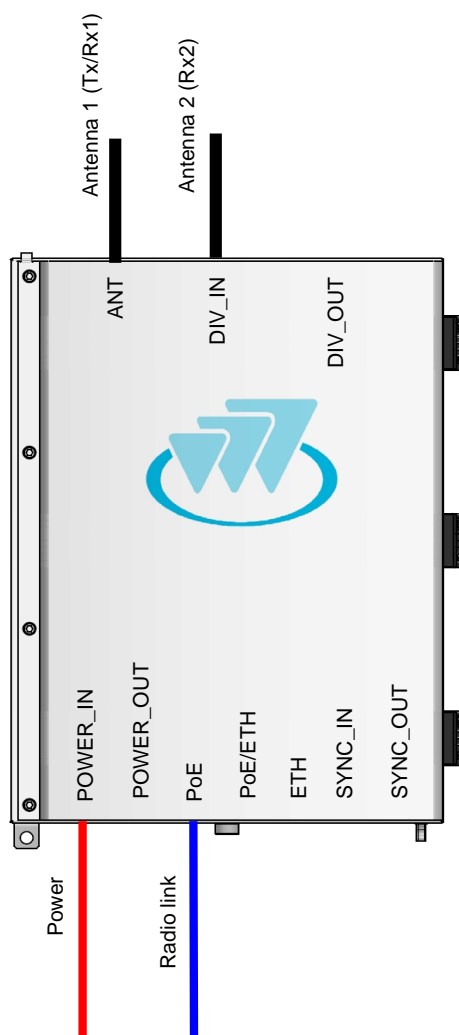 Antenna 1 (Tx/Rx1)
Antenna 2 (Rx2)
ANT
DIV_IN
DIV_OUT
POWER_IN
POWER_OUT
PoE
PoE/ETH
ETH
SYNC_IN
SYNC_OUT
Power
Radio link